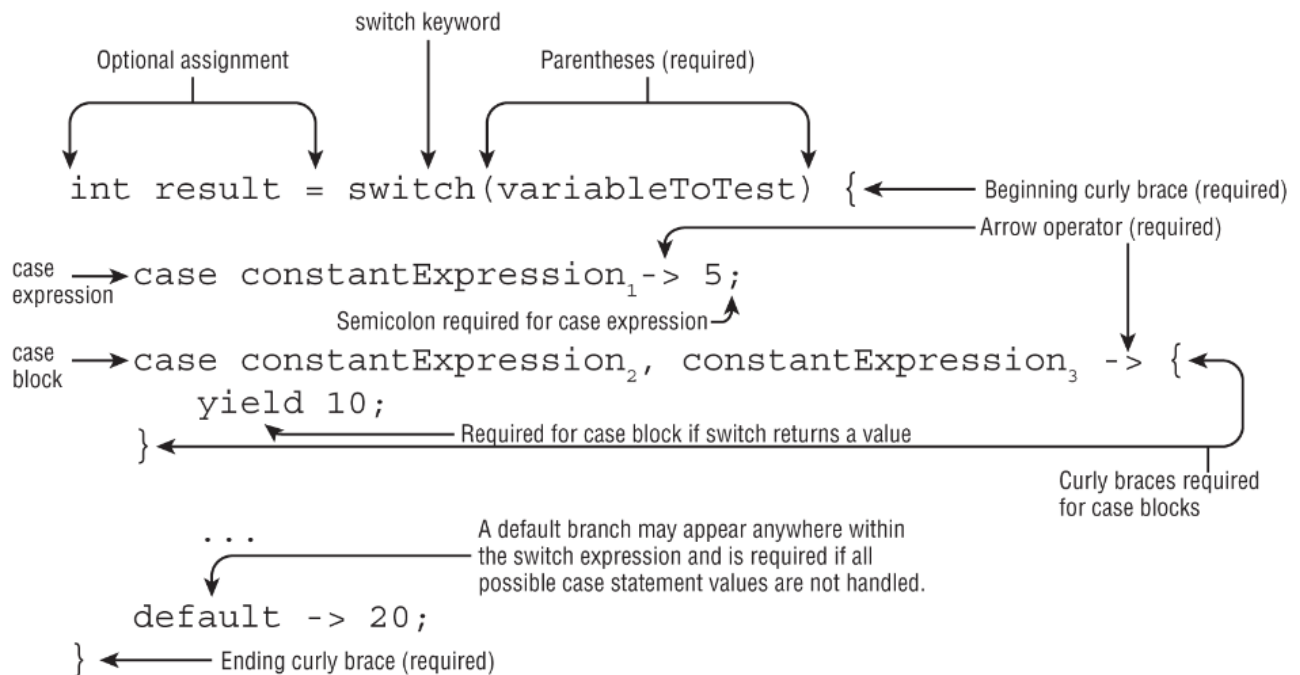 switch keyword
Optional assignment
Parentheses (required)
int result = switch(variableToTest) {
Beginning curly brace (required)
Arrow operator (required)
case
expression
case constantExpression₁-> 5;
Semicolon required for case expression
case
block
case constantExpression₂, constantExpression₃ -> {
yield 10;
Required for case block if switch returns a value
}
Curly braces required
for case blocks
...
A default branch may appear anywhere within
the switch expression and is required if all
possible case statement values are not handled.
default -> 20;
}
Ending curly brace (required)